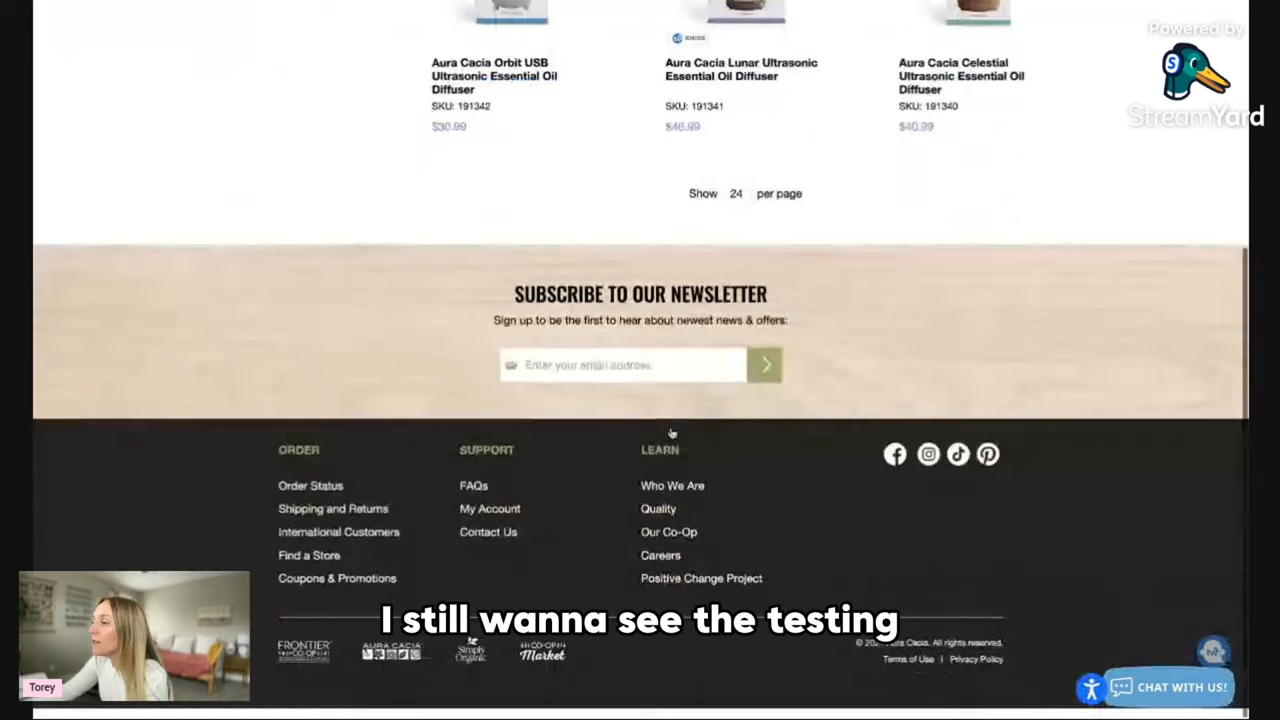 Powered by
StreamYard
Aura Cacia Orbit USB
Ultrasonic Essential Oil
Diffuser
SKU: 191342
$30.99
Aura Cacia Lunar Ultrasonic
Essential Oil Diffuser
SKU: 191341
$46.99
Aura Cacia Celestial
Ultrasonic Essential Oil
Diffuser
SKU: 191340
$40.99
Show 24 per page
SUBSCRIBE TO OUR NEWSLETTER
Sign up to be the first to hear about newest news & offers:
Enter your email address
ORDER
Order Status
Shipping and Returns
International Customers
Find a Store
Coupons & Promotions
SUPPORT
FAQs
My Account
Contact Us
LEARN
Who We Are
Quality
Our Co-Op
Careers
Positive Change Project
I still wanna see the testing
FRONTIER
CO-OP
AURA CACIA
Simply
Organic
CO-OP
Market
Cacia. All rights reserved.
Terms of Use | Privacy Policy
Torey
CHAT WITH US!